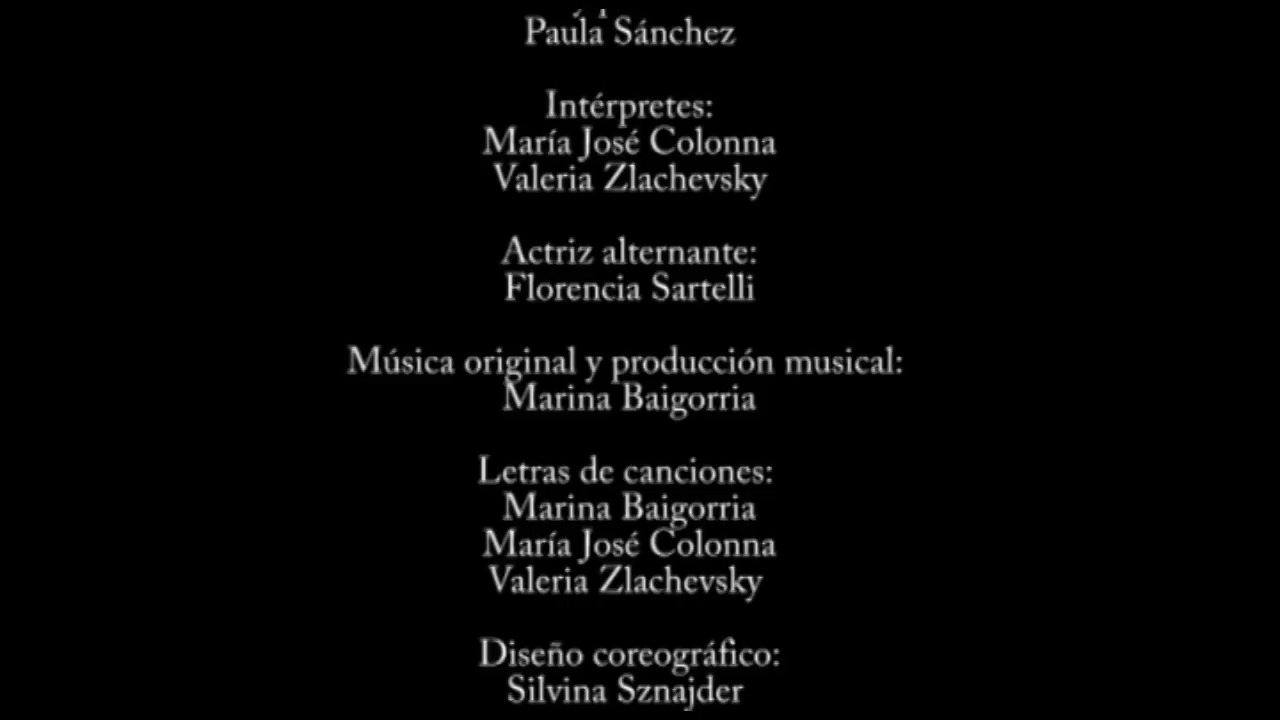 Paula Sánchez
Intérpretes:
María José Colonna
Valeria Zlachevsky
Actriz alternante:
Florencia Sartelli
Música original y producción musical:
Marina Baigorria
Letras de canciones:
Marina Baigorria
María José Colonna
Valeria Zlachevsky
Diseño coreográfico:
Silvina Sznajder